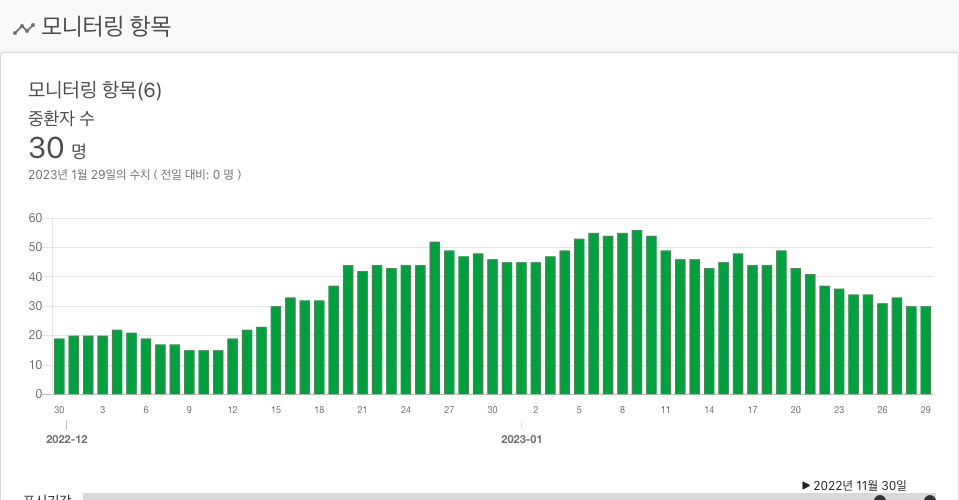 모니터링 항목
모니터링 항목(6)
중환자 수
30 명
2023년 1월 29일의 수치 ( 전일 대비: 0 명 )
60
50
40
30
20
10
0
30 3 6 9 12 15 18 21 24 27 30 2 5 8 11 14 17 20 23 26 29
2022-12 2023-01
▶ 2022년 11월 30일
표시기간